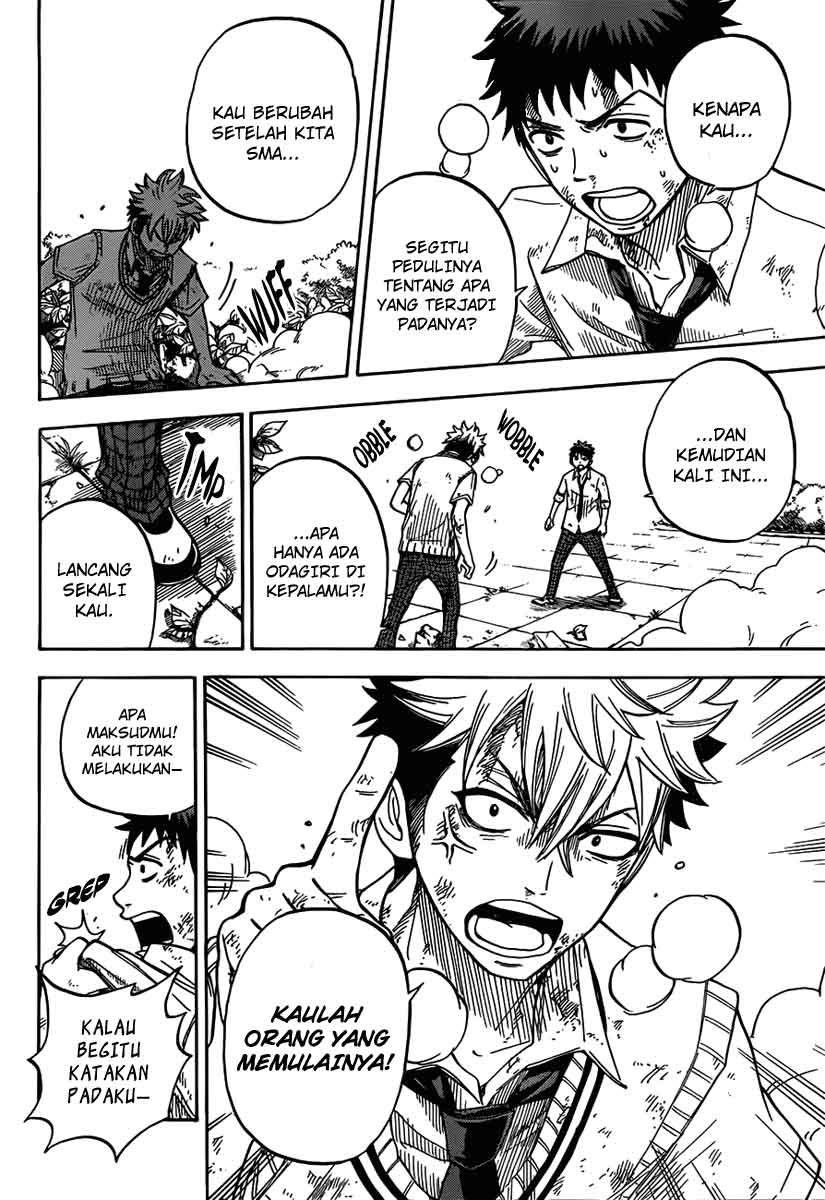 KENAPA
KAU...
SEGITU
PEDULINYA
TENTANG APA
YANG TERJADI
PADANYA?
KAU BERUBAH
SETELAH KITA
SMA...
WUFF
...DAN
KEMUDIAN
KALI INI...
WOBBLE
OBBLE
...APA
HANYA ADA
ODAGIRI DI
KEPALAMU?!
TMP
LANCANG
SEKALI
KAU.
KAULAH
ORANG YANG
MEMULAINYA!
APA
MAKSUDMU!
AKU TIDAK
MELAKUKAN–
GREP
KALAU
BEGITU
KATAKAN
PADAKU–